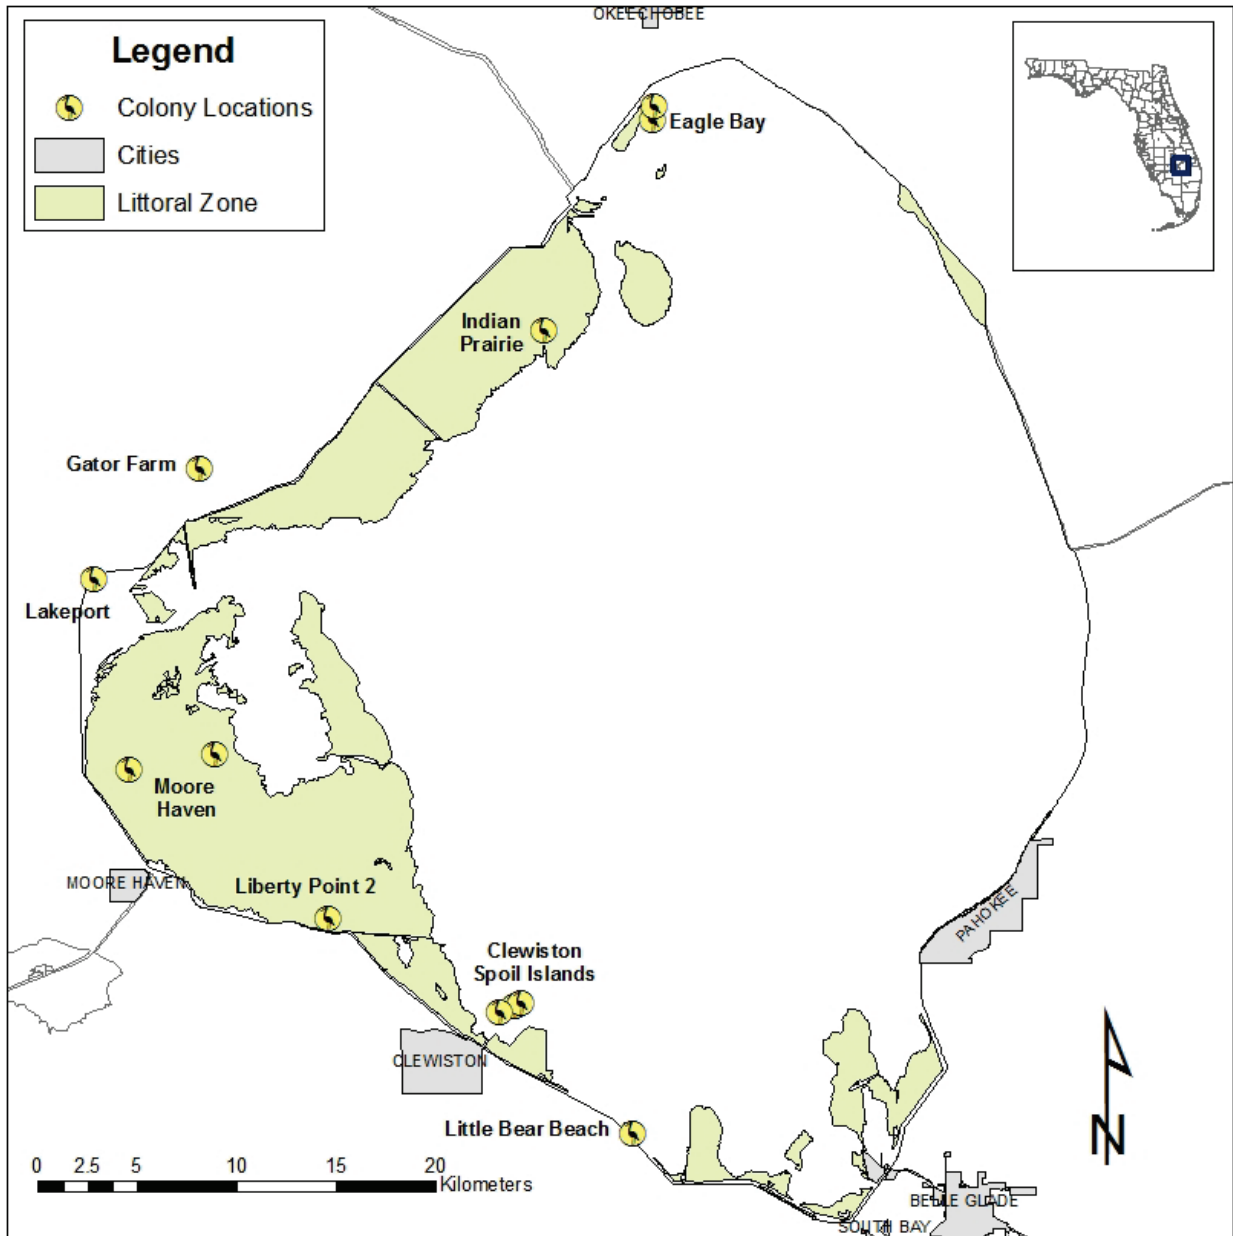 OKEECHOBEE
Legend
Colony Locations
Cities
Littoral Zone
Eagle Bay
Indian
Prairie
Gator Farm
Lakeport
Moore
Haven
MOORE HAVEN
Liberty Point 2
Clewiston
Spoil Islands
PAHOKEE
CLEWISTON
Little Bear Beach
N
0 2.5 5 10 15 20
Kilometers
BELLE GLADE
SOUTH BAY